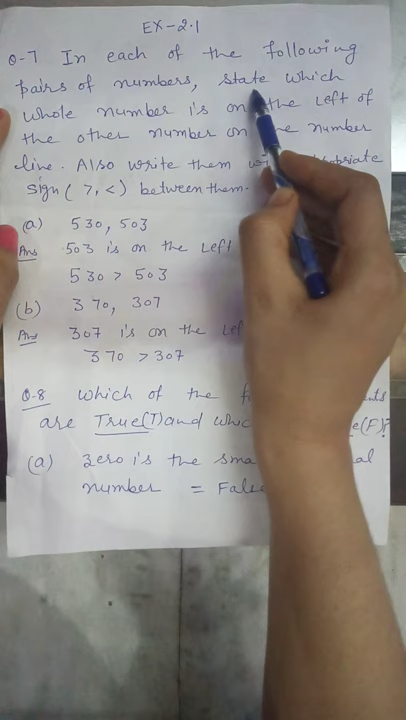 EX-2.1
Q-7 In each of the following
pairs of numbers, state which
whole number is on the left of
the other number on number
line. Also write them
sign (>, <) between them.
(a) 530, 503
Ans 503 is on the left
530 > 503
(b) 370, 307
Ans 307 is on the
370 > 307
Q-8 which of the
are True(T) and (F)?
(a) Zero is the
number =